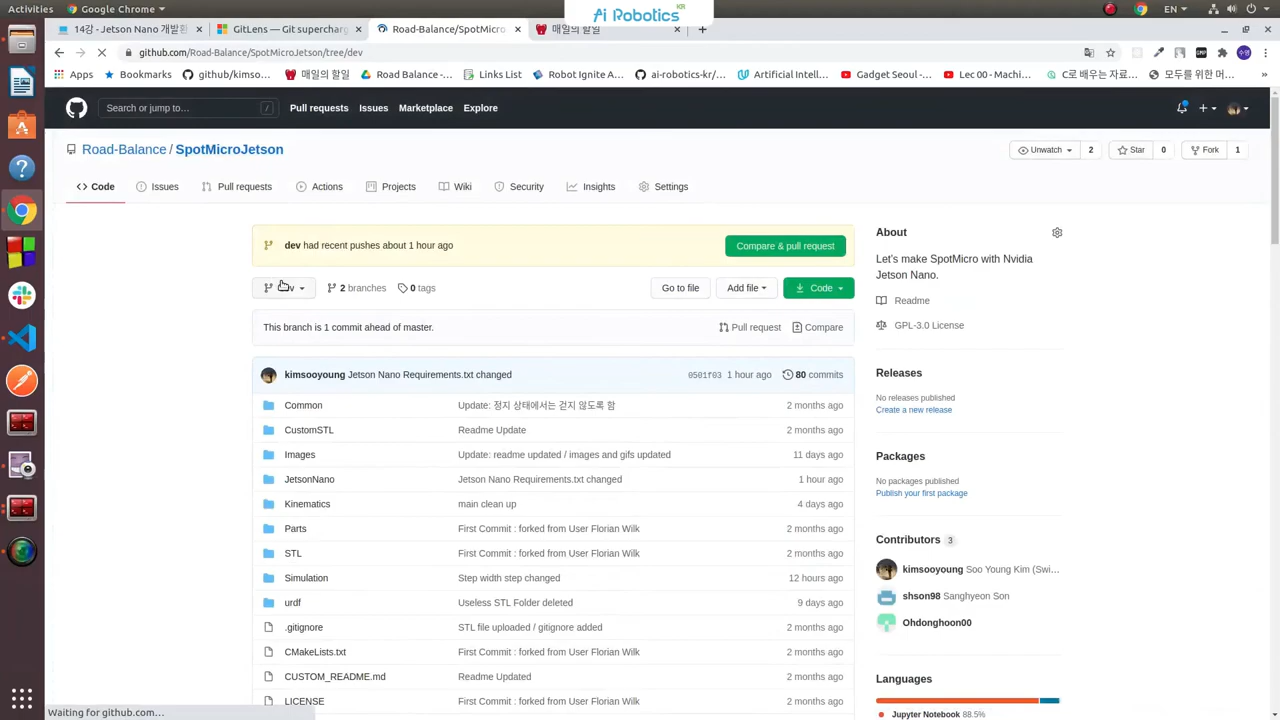 Activities
Google Chrome
Ai Robotics KR
EN
14강 - Jetson Nano 개발환
GitLens — Git supercharg
Road-Balance/SpotMicro
매일의 할일
github.com/Road-Balance/SpotMicroJetson/tree/dev
Apps
Bookmarks
github/kimso...
매일의 할일
Road Balance -...
Links List
Robot Ignite A...
ai-robotics-kr/...
Artificial Intell...
Gadget Seoul -...
Lec 00 - Machi...
C로 배우는 자료...
모두를 위한 머...
»
Search or jump to…
/
Pull requests
Issues
Marketplace
Explore
Road-Balance / SpotMicroJetson
Unwatch
2
Star
0
Fork
1
Code
Issues
Pull requests
Actions
Projects
Wiki
Security
Insights
Settings
dev had recent pushes about 1 hour ago
Compare & pull request
2 branches
0 tags
Go to file
Add file
Code
This branch is 1 commit ahead of master.
Pull request
Compare
kimsooyoung Jetson Nano Requirements.txt changed
0501f03 1 hour ago
80 commits
Common
Update: 정지 상태에서는 걷지 않도록 함
2 months ago
CustomSTL
Readme Update
2 months ago
Images
Update: readme updated / images and gifs updated
11 days ago
JetsonNano
Jetson Nano Requirements.txt changed
1 hour ago
Kinematics
main clean up
4 days ago
Parts
First Commit : forked from User Florian Wilk
2 months ago
STL
First Commit : forked from User Florian Wilk
2 months ago
Simulation
Step width step changed
12 hours ago
urdf
Useless STL Folder deleted
9 days ago
.gitignore
STL file uploaded / gitignore added
2 months ago
CMakeLists.txt
First Commit : forked from User Florian Wilk
2 months ago
CUSTOM_README.md
Readme Updated
2 months ago
LICENSE
First Commit : forked from User Florian Wilk
2 months ago
About
Let's make SpotMicro with Nvidia
Jetson Nano.
Readme
GPL-3.0 License
Releases
No releases published
Create a new release
Packages
No packages published
Publish your first package
Contributors 3
kimsooyoung Soo Young Kim (Swi…
shson98 Sanghyeon Son
Ohdonghoon00
Languages
Jupyter Notebook 88.5%
Waiting for github.com...